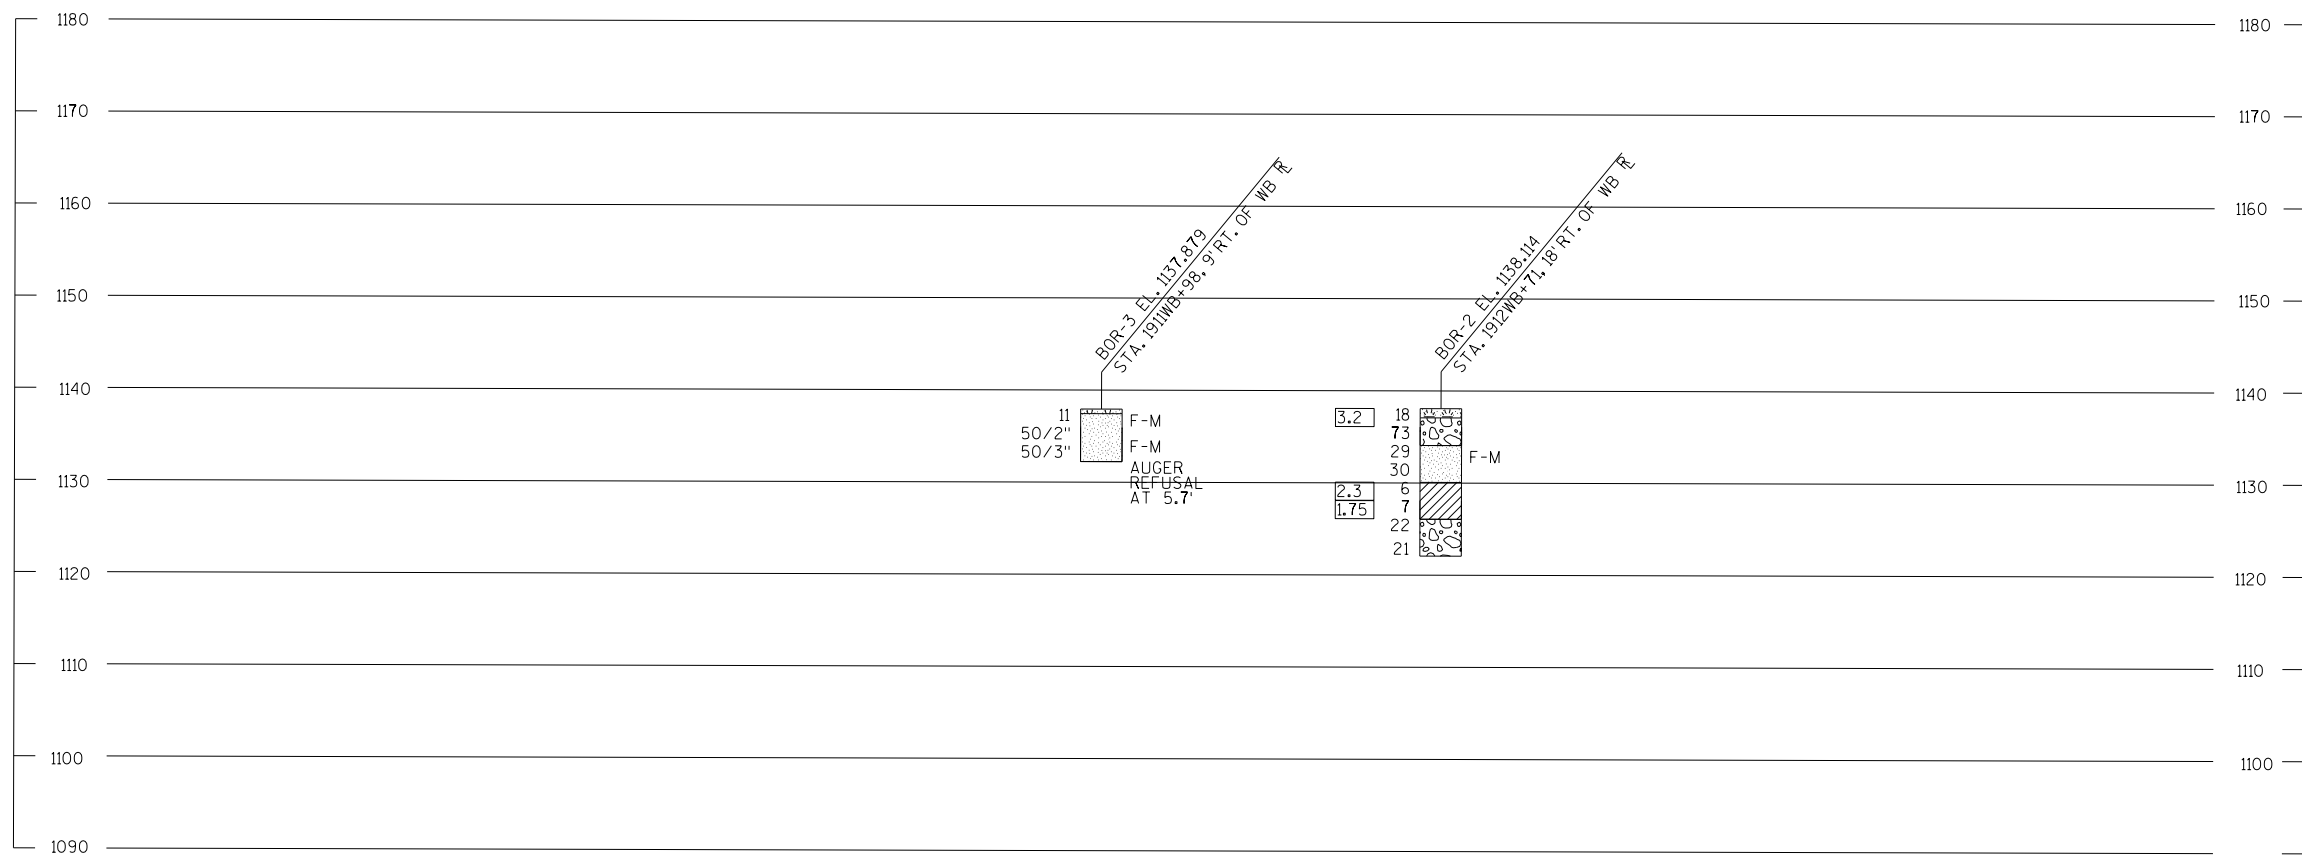 1180 1180
1170 1170
1160 1160
1150 1150
BOR-3 EL. 1137.879
STA. 1911WB+98, 9' RT. OF WB ℞
BOR-2 EL. 1138.114
STA. 1912WB+71, 18' RT. OF WB ℞
1140 1140
11 F-M
50/2"
50/3" F-M
AUGER
REFUSAL
AT 5.7'
3.2 18
73
29 F-M
30
1130 1130
2.3 6
1.75 7
22
21
1120 1120
1110 1110
1100 1100
1090